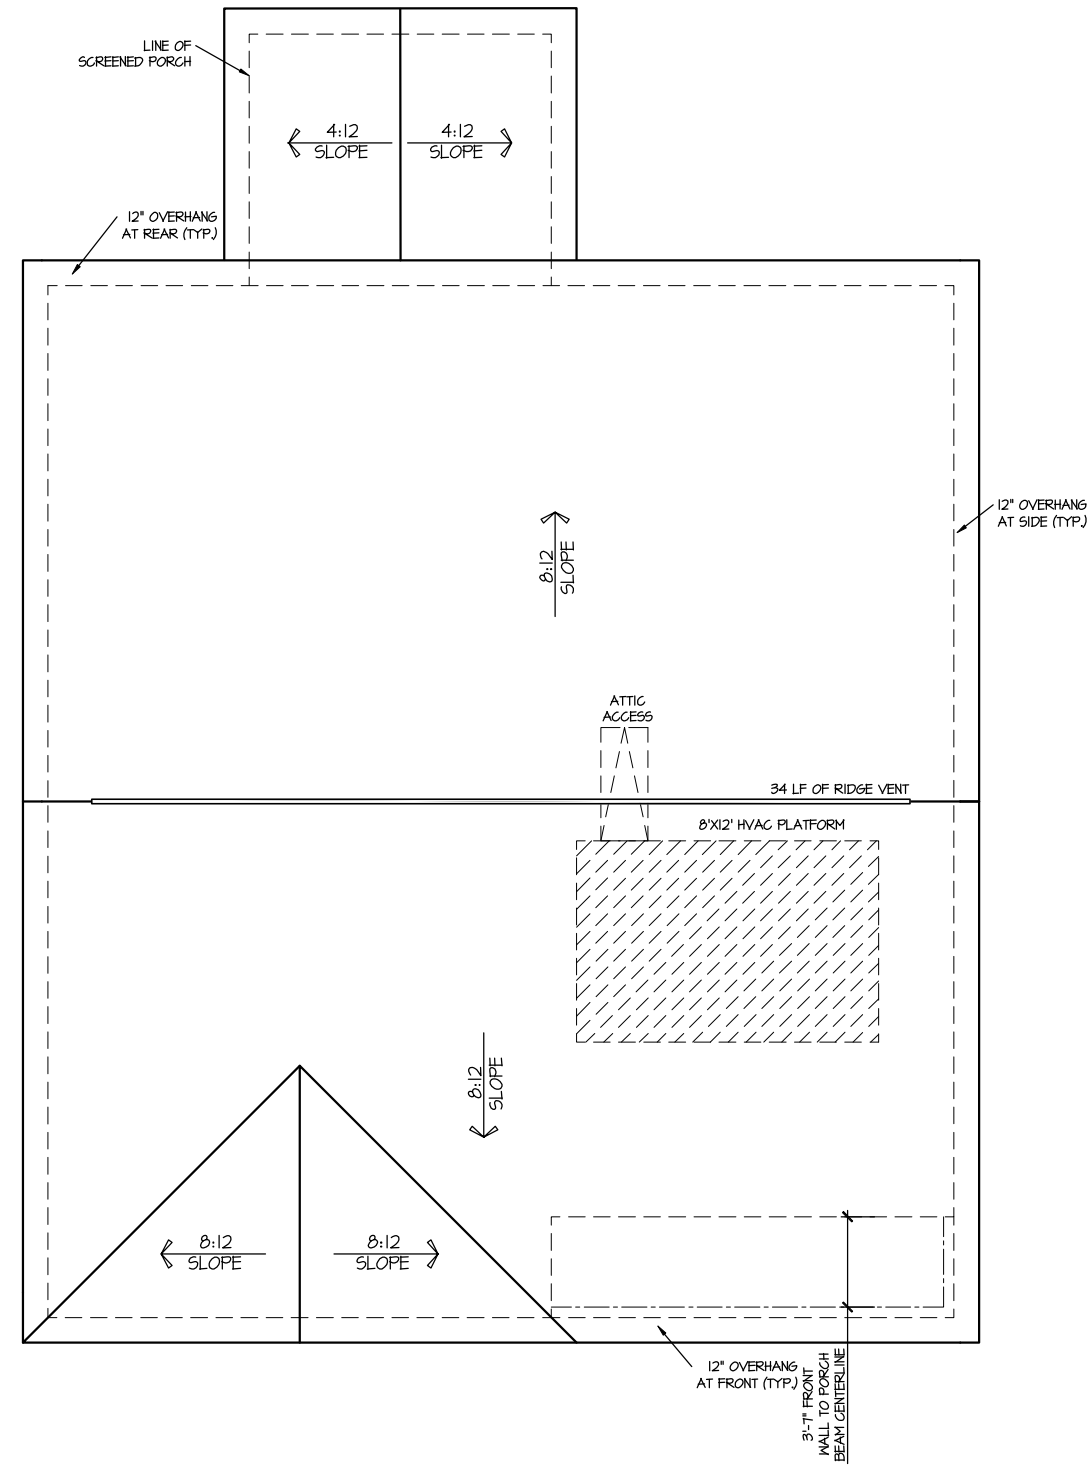 LINE OF
SCREENED PORCH
4:12
SLOPE
4:12
SLOPE
12" OVERHANG
AT REAR (TYP.)
12" OVERHANG
AT SIDE (TYP.)
8:12
SLOPE
ATTIC
ACCESS
34 LF OF RIDGE VENT
8'X12' HVAC PLATFORM
8:12
SLOPE
8:12
SLOPE
8:12
SLOPE
12" OVERHANG
AT FRONT (TYP.)
3'-7" FRONT
WALL TO PORCH
BEAM CENTERLINE